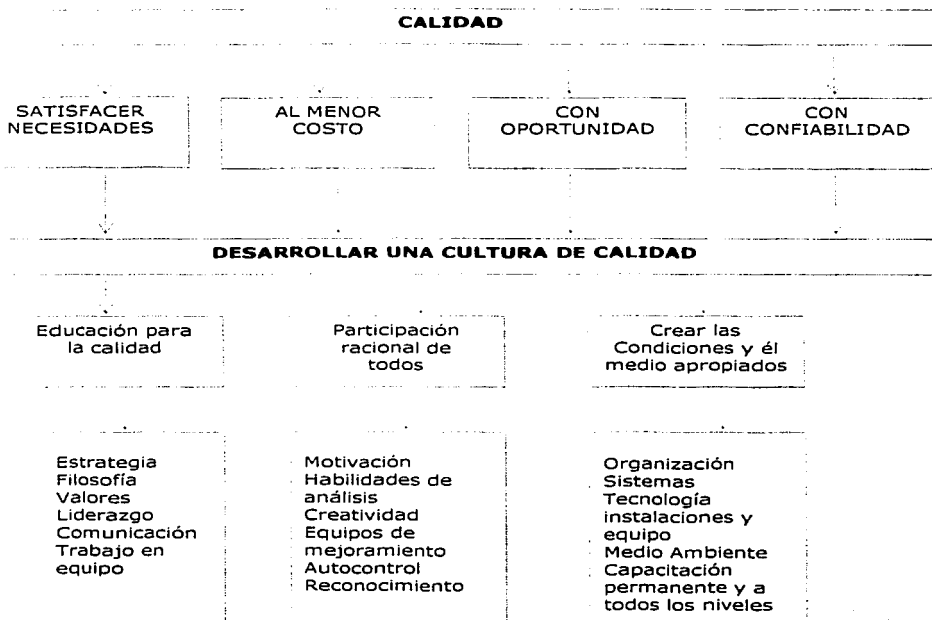 CALIDAD
SATISFACER
NECESIDADES
AL MENOR
COSTO
CON
OPORTUNIDAD
CON
CONFIABILIDAD
DESARROLLAR UNA CULTURA DE CALIDAD
Educación para
la calidad
Participación
racional de
todos
Crear las
Condiciones y él
medio apropiados
Estrategia
Filosofía
Valores
Liderazgo
Comunicación
Trabajo en
equipo
Motivación
Habilidades de
análisis
Creatividad
Equipos de
mejoramiento
Autocontrol
Reconocimiento
Organización
Sistemas
Tecnología
instalaciones y
equipo
Medio Ambiente
Capacitación
permanente y a
todos los niveles